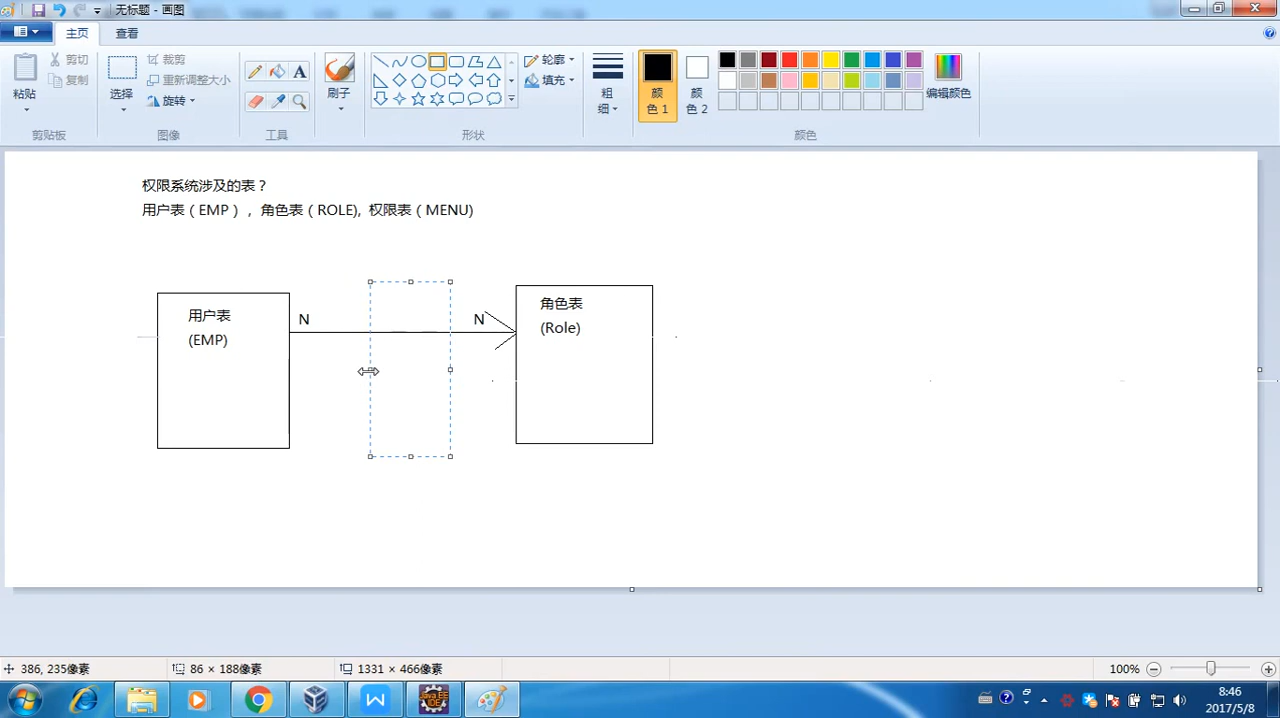 无标题 - 画图
主页
查看
粘贴
剪切
复制
剪贴板
选择
裁剪
重新调整大小
旋转
图像
A
工具
刷子
轮廓
填充
形状
粗
细
颜
色 1
颜
色 2
编辑颜色
颜色
权限系统涉及的表？
用户表（EMP），角色表（ROLE), 权限表（MENU)
用户表
(EMP)
N
N
角色表
(Role)
386, 235像素
86 × 188像素
1331 × 466像素
100%
Java EE
IDE
8:46
2017/5/8